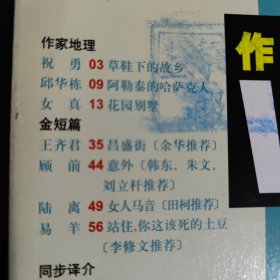 作家地理
祝 勇 03 草鞋下的故乡
邱华栋 09 阿勒泰的哈萨克人
女 真 13 花园别墅
金短篇
王齐君 35 昌盛街〔余华推荐〕
顾 前 44 意外〔韩东、朱文、
刘立杆推荐〕
陆 离 49 女人马音〔田柯推荐〕
易 羊 56 站住,你这该死的土豆
〔李修文推荐〕
同步译介
作